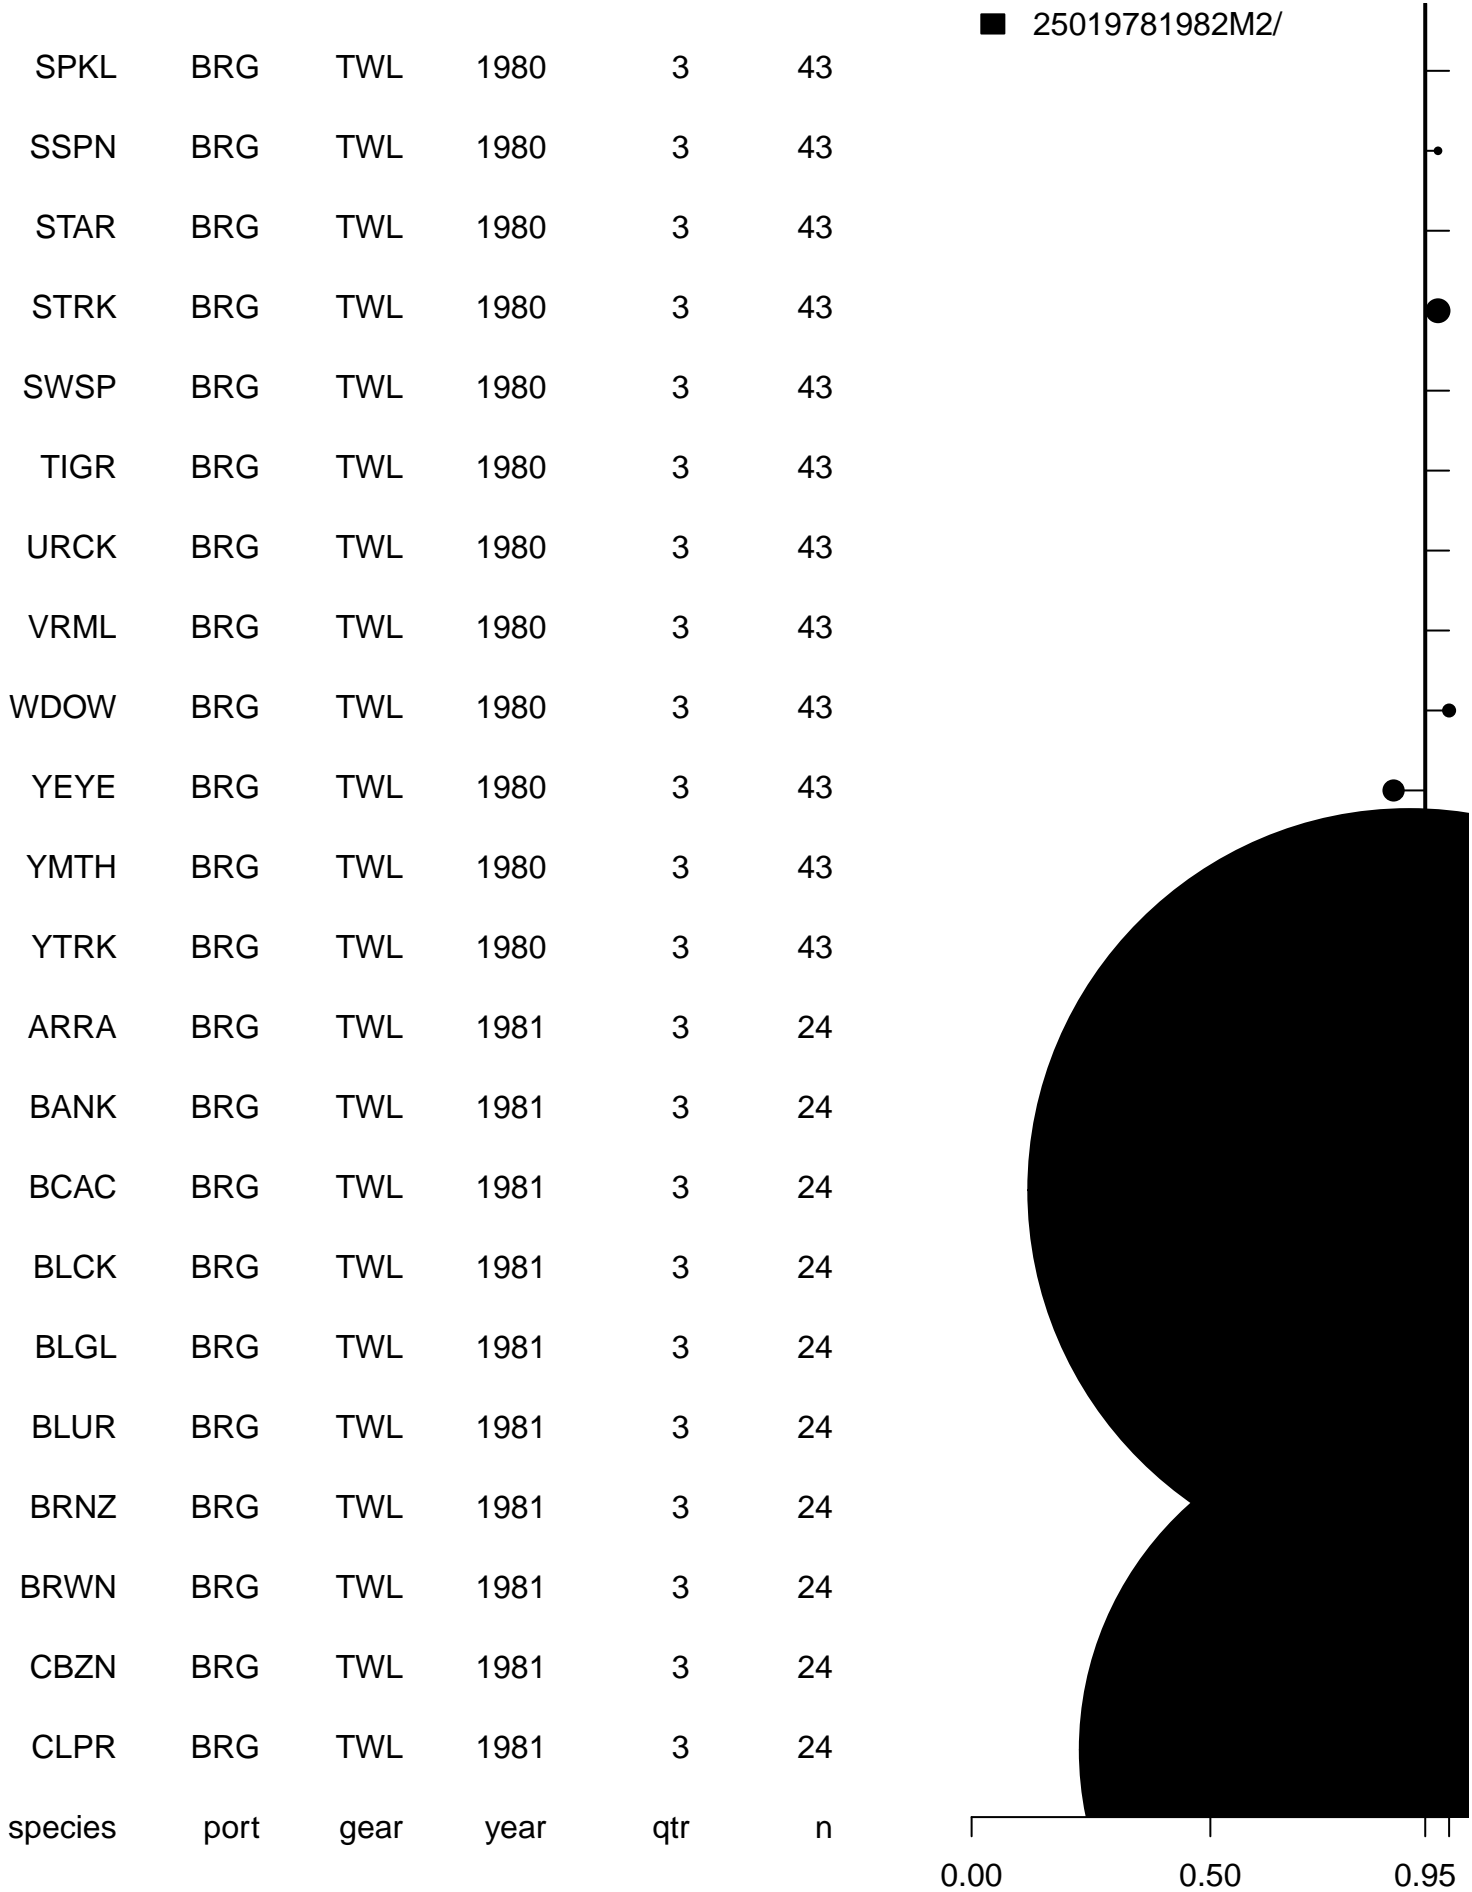 25019781982M2/
SPKL BRG TWL 1980 3 43
SSPN BRG TWL 1980 3 43
STAR BRG TWL 1980 3 43
STRK BRG TWL 1980 3 43
SWSP BRG TWL 1980 3 43
TIGR BRG TWL 1980 3 43
URCK BRG TWL 1980 3 43
VRML BRG TWL 1980 3 43
WDOW BRG TWL 1980 3 43
YEYE BRG TWL 1980 3 43
YMTH BRG TWL 1980 3 43
YTRK BRG TWL 1980 3 43
ARRA BRG TWL 1981 3 24
BANK BRG TWL 1981 3 24
BCAC BRG TWL 1981 3 24
BLCK BRG TWL 1981 3 24
BLGL BRG TWL 1981 3 24
BLUR BRG TWL 1981 3 24
BRNZ BRG TWL 1981 3 24
BRWN BRG TWL 1981 3 24
CBZN BRG TWL 1981 3 24
CLPR BRG TWL 1981 3 24
species port gear year qtr n
0.00 0.50 0.95